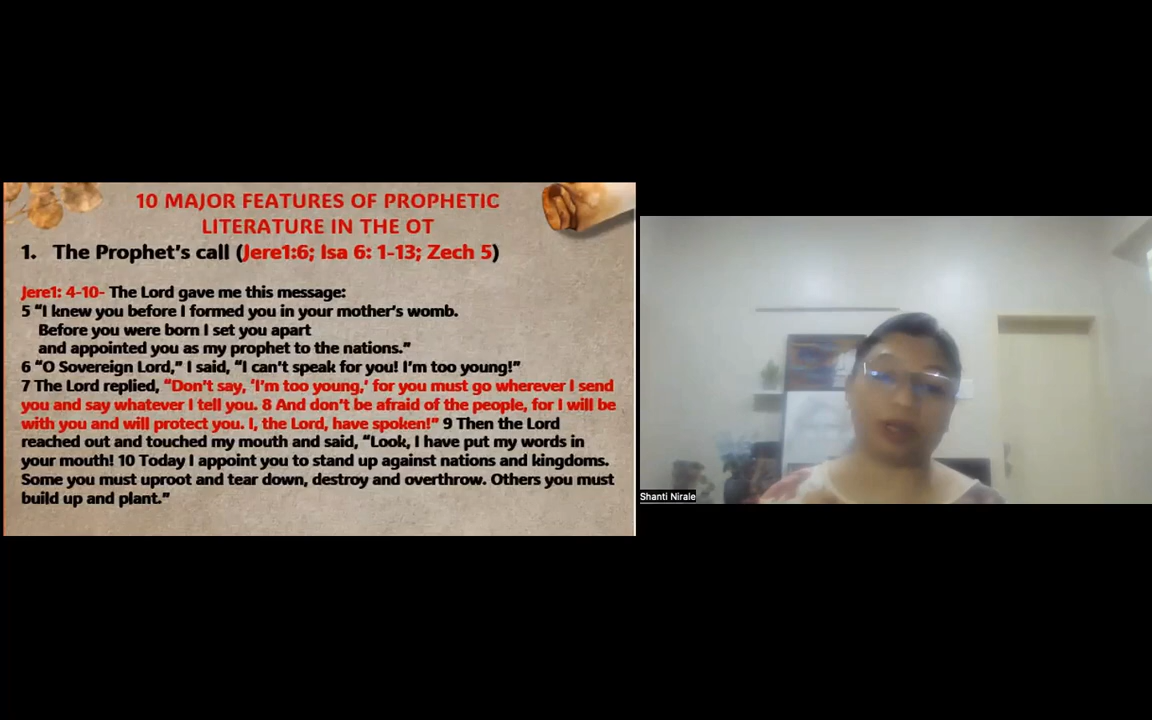 10 MAJOR FEATURES OF PROPHETIC
LITERATURE IN THE OT
1. The Prophet's call (Jere1:6; Isa 6: 1-13; Zech 5)
Jere1: 4-10- The Lord gave me this message:
5 “I knew you before I formed you in your mother's womb.
Before you were born I set you apart
and appointed you as my prophet to the nations.”
6 “O Sovereign Lord,” I said, “I can't speak for you! I'm too young!”
7 The Lord replied, “Don't say, ‘I'm too young,’ for you must go wherever I send
you and say whatever I tell you. 8 And don't be afraid of the people, for I will be
with you and will protect you. I, the Lord, have spoken!” 9 Then the Lord
reached out and touched my mouth and said, “Look, I have put my words in
your mouth! 10 Today I appoint you to stand up against nations and kingdoms.
Some you must uproot and tear down, destroy and overthrow. Others you must
build up and plant.”
Shanti Nirale